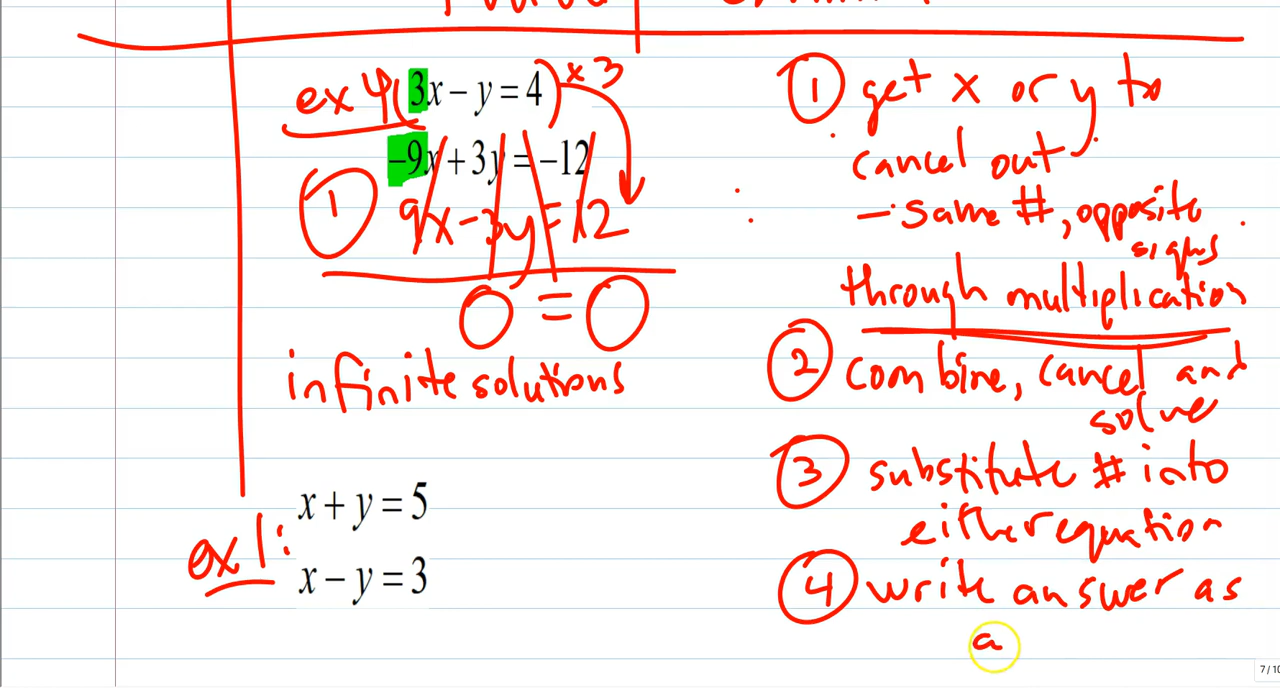 ex 4 (3x − y = 4) × 3
−9x + 3y = −12
① 9x − 3y = 12
0 = 0
infinite solutions
ex 1:
x + y = 5
x − y = 3
① get x or y to
cancel out
— same #, opposite
signs
through multiplication
② combine, cancel and
solve
③ substitute # into
either equation
④ write answer as
a
7 / 10